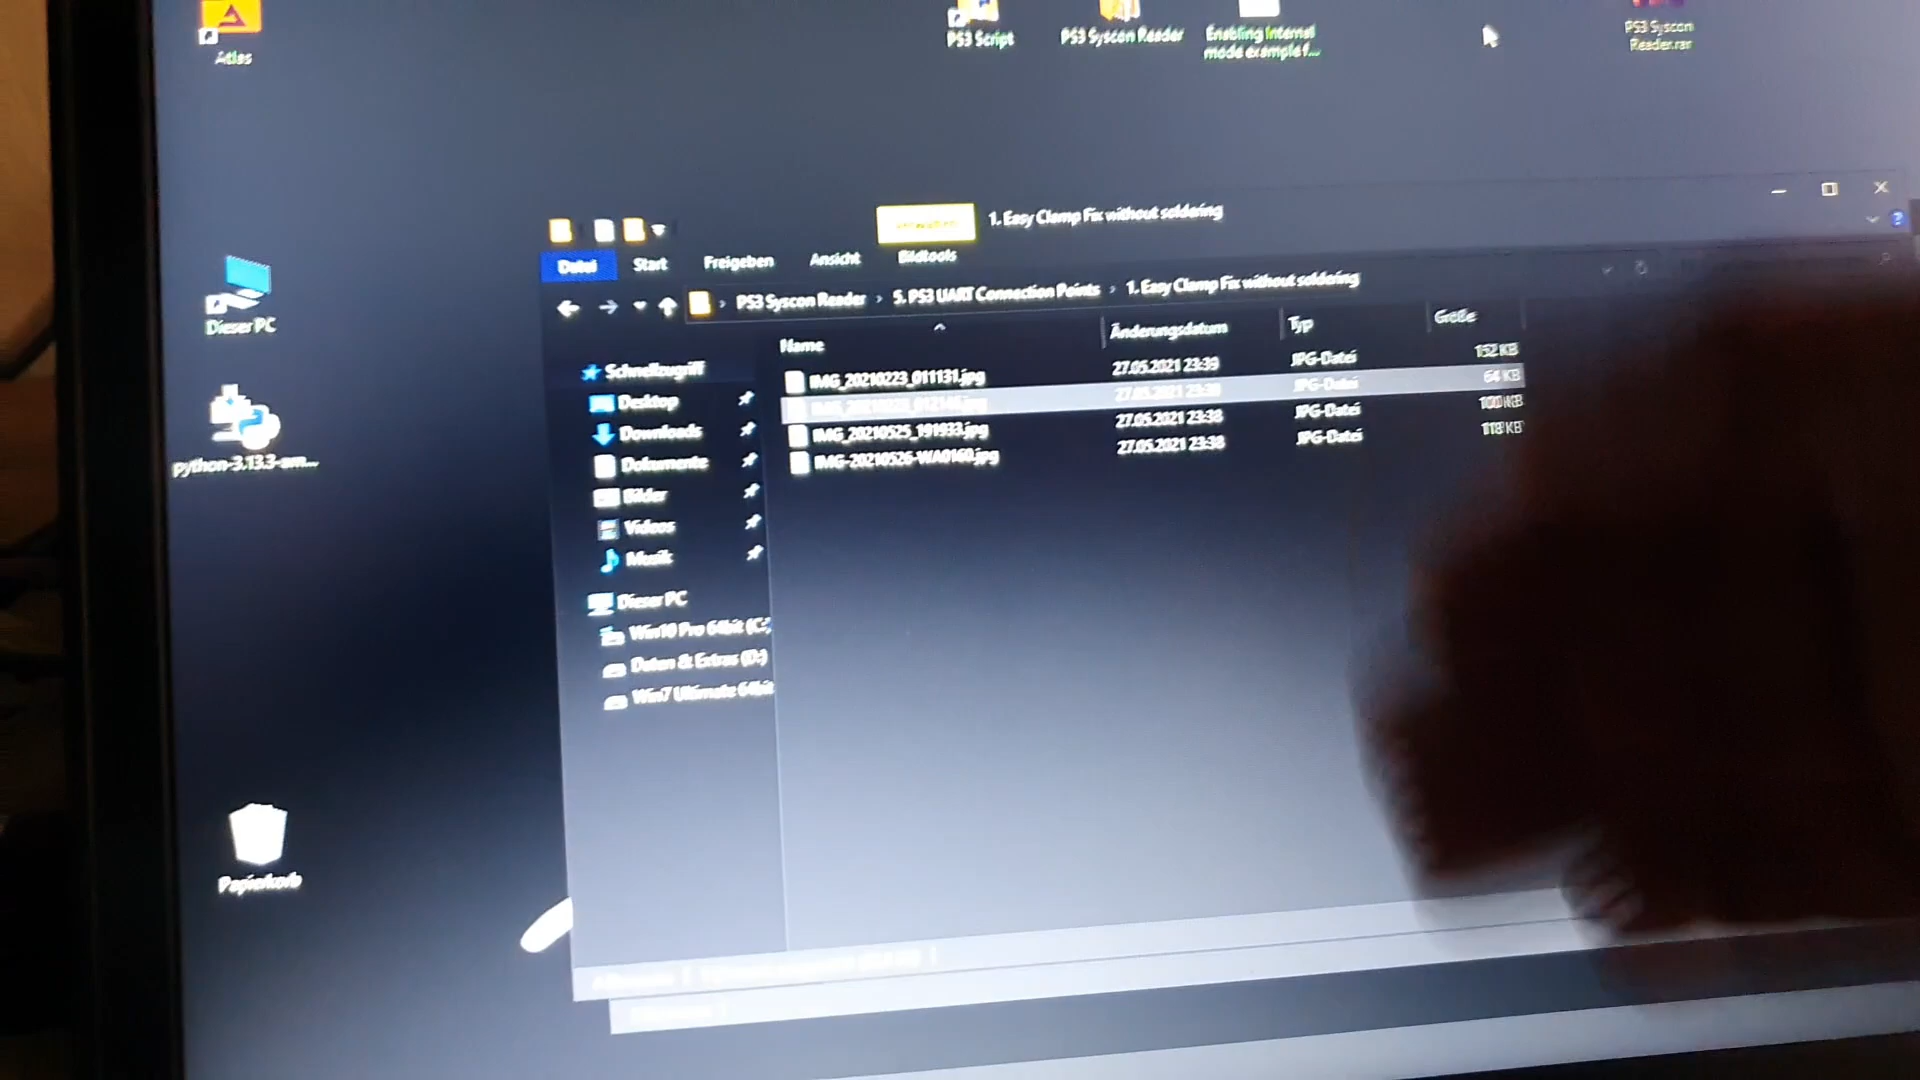 Atlas
PS3 Script
PS3 Syscon Reader
Enabling Internal
mode example f...
PS3 Syscon
Reader.rar
1. Easy Clamp Fix without soldering
Datei
Start
Freigeben
Ansicht
Bildtools
PS3 Syscon Reader › 5. PS3 UART Connection Points › 1. Easy Clamp Fix without soldering
Name
Änderungsdatum
Typ
Größe
IMG_20210223_011131.jpg 27.05.2021 23:39 JPG-Datei 152 KB
JPG-Datei 64 KB
IMG_20210525_191933.jpg 27.05.2021 23:38 JPG-Datei 100 KB
IMG-20210526-WA0160.jpg 27.05.2021 23:38 JPG-Datei 118 KB
Schnellzugriff
Desktop
Downloads
Dokumente
Bilder
Videos
Musik
Dieser PC
Win10 Pro 64bit (C:
Daten & Extras (D:)
Win7 Ultimate 64bit
Dieser PC
python-3.13.3-am...
Papierkorb